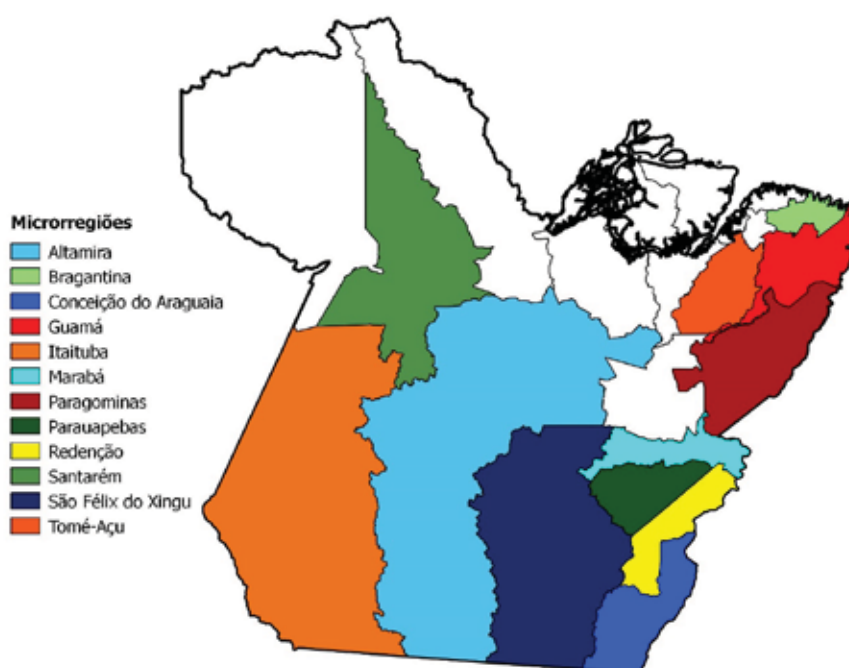 Microrregiões
Altamira
Bragantina
Conceição do Araguaia
Guamá
Itaituba
Marabá
Paragominas
Parauapebas
Redenção
Santarém
São Félix do Xingu
Tomé-Açu